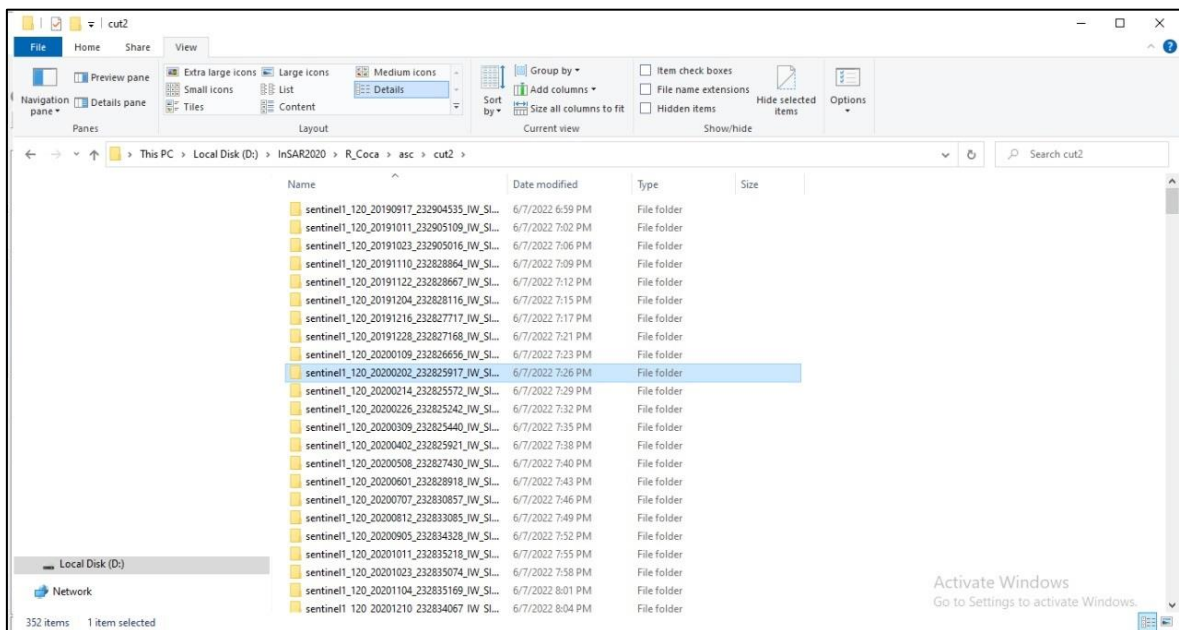 cut2
File Home Share View
Navigation pane
Preview pane
Details pane
Panes
Extra large icons Large icons Medium icons
Small icons List Details
Tiles Content
Layout
Sort by
Group by
Add columns
Size all columns to fit
Current view
Item check boxes
File name extensions
Hidden items
Hide selected items
Show/hide
Options
This PC > Local Disk (D:) > InSAR2020 > R_Coca > asc > cut2 >
Search cut2
Name Date modified Type Size
sentinel1_120_20190917_232904535_IW_SI... 6/7/2022 6:59 PM File folder
sentinel1_120_20191011_232905109_IW_SI... 6/7/2022 7:02 PM File folder
sentinel1_120_20191023_232905016_IW_SI... 6/7/2022 7:06 PM File folder
sentinel1_120_20191110_232828864_IW_SI... 6/7/2022 7:09 PM File folder
sentinel1_120_20191122_232828667_IW_SI... 6/7/2022 7:12 PM File folder
sentinel1_120_20191204_232828116_IW_SI... 6/7/2022 7:15 PM File folder
sentinel1_120_20191216_232827717_IW_SI... 6/7/2022 7:17 PM File folder
sentinel1_120_20191228_232827168_IW_SI... 6/7/2022 7:21 PM File folder
sentinel1_120_20200109_232826656_IW_SI... 6/7/2022 7:23 PM File folder
sentinel1_120_20200202_232825917_IW_SI... 6/7/2022 7:26 PM File folder
sentinel1_120_20200214_232825572_IW_SI... 6/7/2022 7:29 PM File folder
sentinel1_120_20200226_232825242_IW_SI... 6/7/2022 7:32 PM File folder
sentinel1_120_20200309_232825440_IW_SI... 6/7/2022 7:35 PM File folder
sentinel1_120_20200402_232825921_IW_SI... 6/7/2022 7:38 PM File folder
sentinel1_120_20200508_232827430_IW_SI... 6/7/2022 7:40 PM File folder
sentinel1_120_20200601_232828918_IW_SI... 6/7/2022 7:43 PM File folder
sentinel1_120_20200707_232830857_IW_SI... 6/7/2022 7:46 PM File folder
sentinel1_120_20200812_232833085_IW_SI... 6/7/2022 7:49 PM File folder
sentinel1_120_20200905_232834328_IW_SI... 6/7/2022 7:52 PM File folder
sentinel1_120_20201011_232835218_IW_SI... 6/7/2022 7:55 PM File folder
sentinel1_120_20201023_232835074_IW_SI... 6/7/2022 7:58 PM File folder
sentinel1_120_20201104_232835169_IW_SI... 6/7/2022 8:01 PM File folder
sentinel1_120_20201210_232834067_IW_SI... 6/7/2022 8:04 PM File folder
Local Disk (D:)
Network
Activate Windows
Go to Settings to activate Windows.
352 items 1 item selected